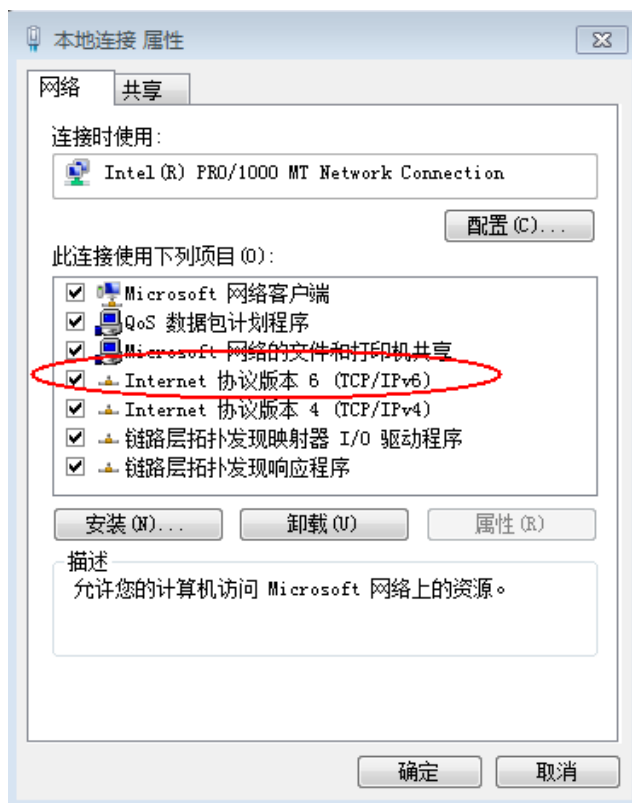 本地连接 属性
网络
共享
连接时使用:
Intel(R) PRO/1000 MT Network Connection
配置(C)...
此连接使用下列项目(O):
Microsoft 网络客户端
QoS 数据包计划程序
Microsoft 网络的文件和打印机共享
Internet 协议版本 6 (TCP/IPv6)
Internet 协议版本 4 (TCP/IPv4)
链路层拓扑发现映射器 I/O 驱动程序
链路层拓扑发现响应程序
安装(N)...
卸载(U)
属性(R)
描述
允许您的计算机访问 Microsoft 网络上的资源。
确定
取消